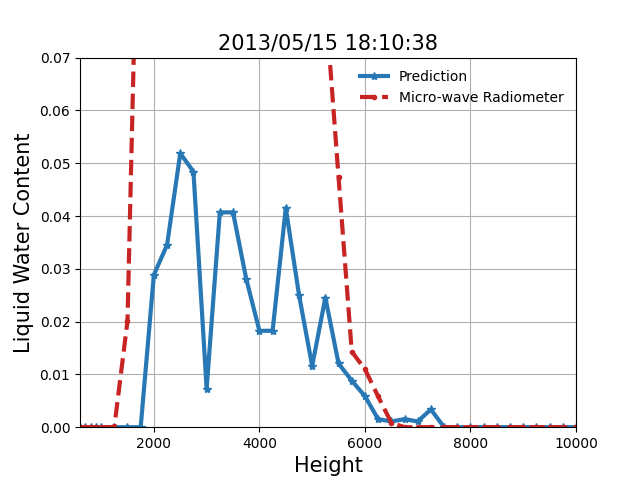 2013/05/15 18:10:38
0.07
0.06
0.05
0.04
0.03
0.02
0.01
0.00
Liquid Water Content
Prediction
Micro-wave Radiometer
2000 4000 6000 8000 10000
Height